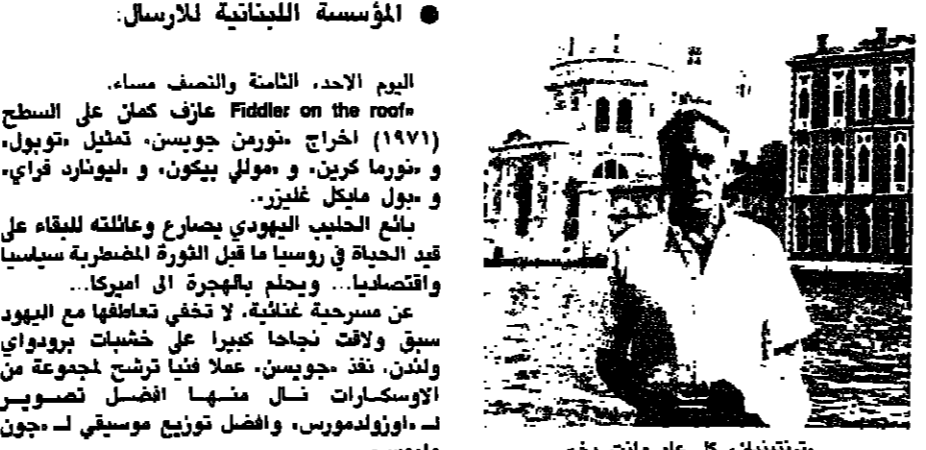 ● المؤسسة اللبنانية للارسال:
اليوم الاحد، الثامنة والنصف مساء.
«Fiddler on the roof عازف كمان على السطح
(١٩٧١) اخراج «نورمن جويسن» تمثيل «توبول»
و «نورما كرين» و «موللي بيكون» و «ليونارد فراي»
و «بول مايكل غليزر».
بائع الحليب اليهودي يصارع وعائلته للبقاء على
قيد الحياة في روسيا ما قبل الثورة المضطربة سياسيا
واقتصاديا... ويحلم بالهجرة الى اميركا...
عن مسرحية غنائية، لا تخفي تعاطفها مع اليهود
سبق ولاقت نجاحا كبيرا على خشبات برودواي
ولندن، نفذ «جويسن» عملا فنيا ترشح لمجموعة من
الاوسكارات نال منها افضل تصوير
لـ «اوزولدمورس» وافضل توزيع موسيقي لـ «جون